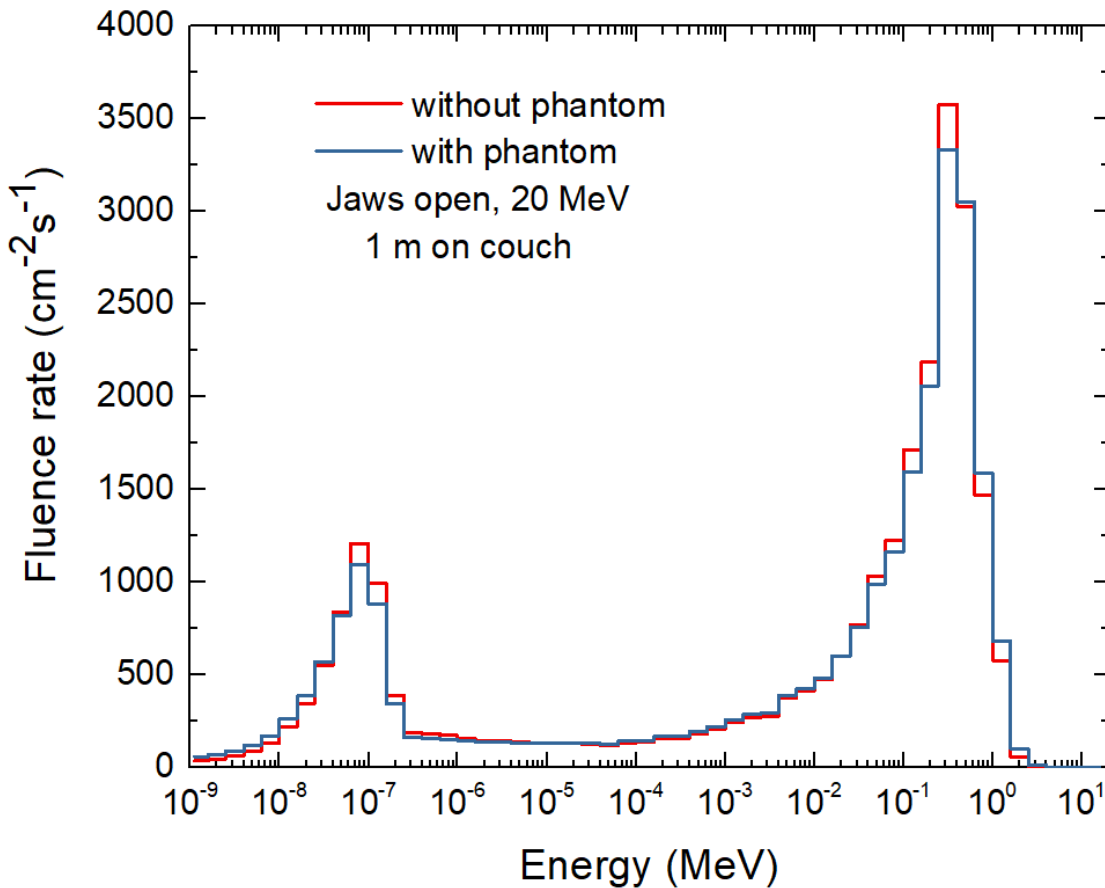 4000
3500
3000
2500
2000
1500
1000
500
0
Fluence rate (cm⁻²s⁻¹)
without phantom
with phantom
Jaws open, 20 MeV
1 m on couch
10⁻⁹ 10⁻⁸ 10⁻⁷ 10⁻⁶ 10⁻⁵ 10⁻⁴ 10⁻³ 10⁻² 10⁻¹ 10⁰ 10¹
Energy (MeV)